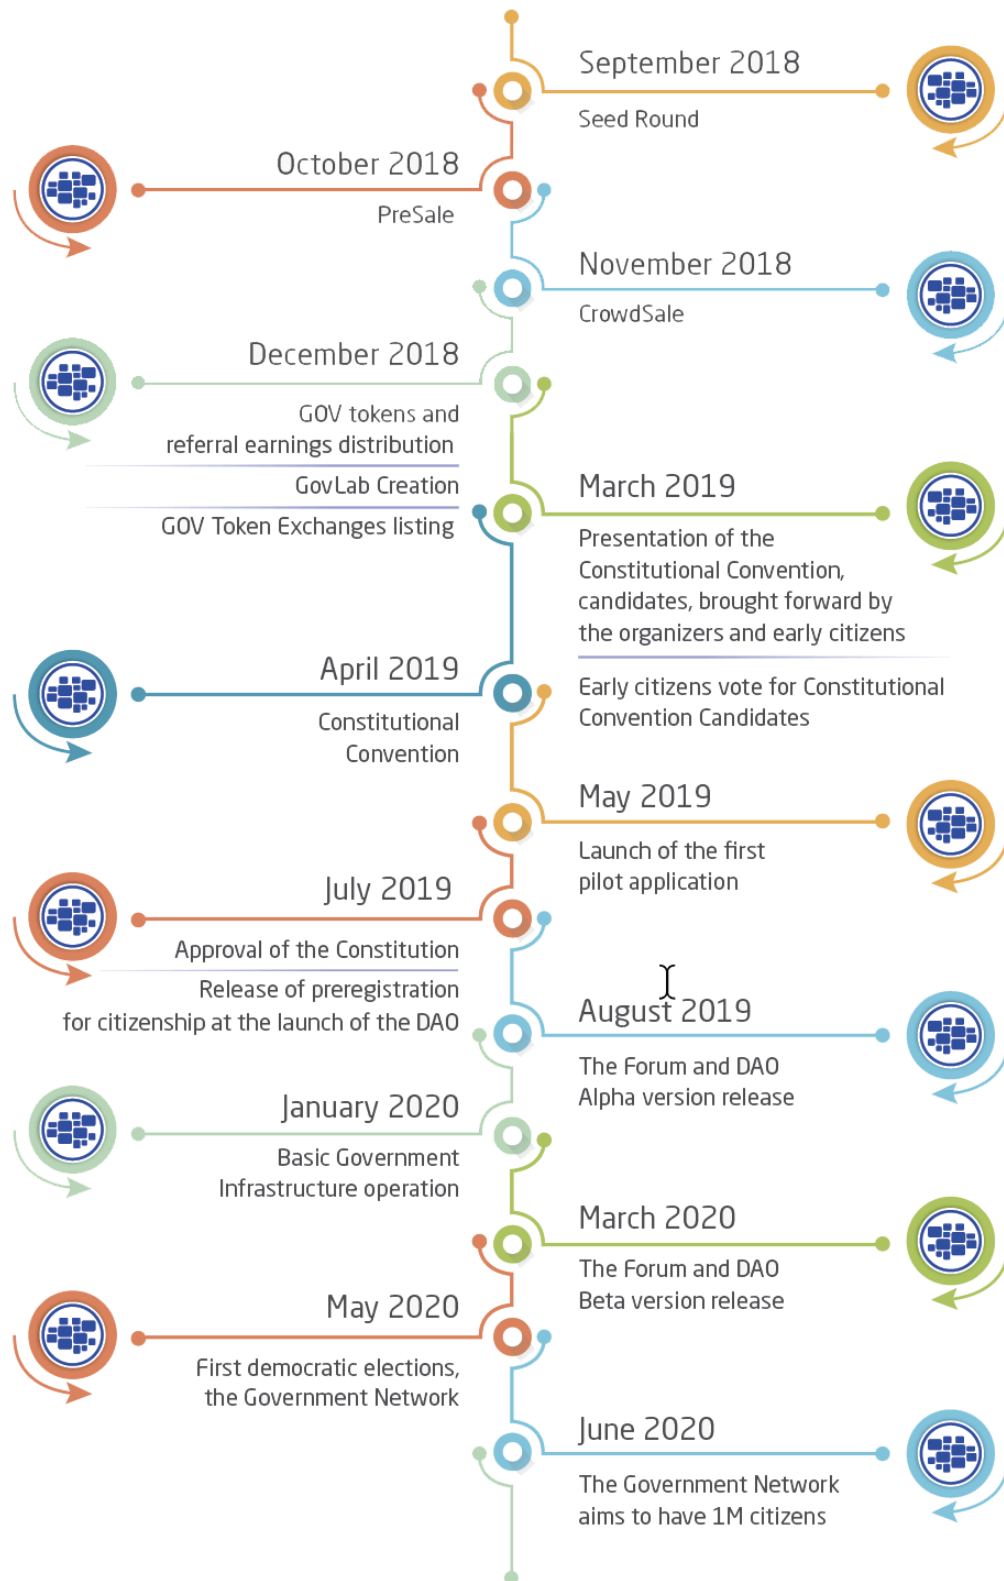 September 2018
Seed Round
October 2018
PreSale
November 2018
CrowdSale
December 2018
GOV tokens and
referral earnings distribution
GovLab Creation
GOV Token Exchanges listing
March 2019
Presentation of the
Constitutional Convention,
candidates, brought forward by
the organizers and early citizens
Early citizens vote for Constitutional
Convention Candidates
April 2019
Constitutional
Convention
May 2019
Launch of the first
pilot application
July 2019
Approval of the Constitution
Release of preregistration
for citizenship at the launch of the DAO
August 2019
The Forum and DAO
Alpha version release
January 2020
Basic Government
Infrastructure operation
March 2020
The Forum and DAO
Beta version release
May 2020
First democratic elections,
the Government Network
June 2020
The Government Network
aims to have 1M citizens